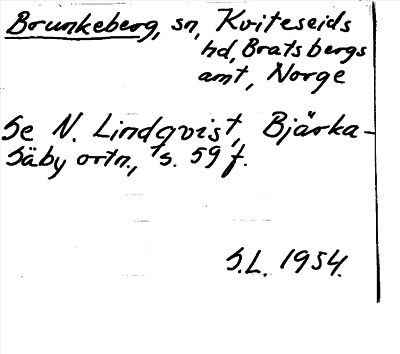 Brunkeberg, sn, Kviteseids
hd, Bratsbergs
amt, Norge
Se N. Lindqvist, Bjärka-
Säby ortn., s. 59 f.
S.L. 1954.